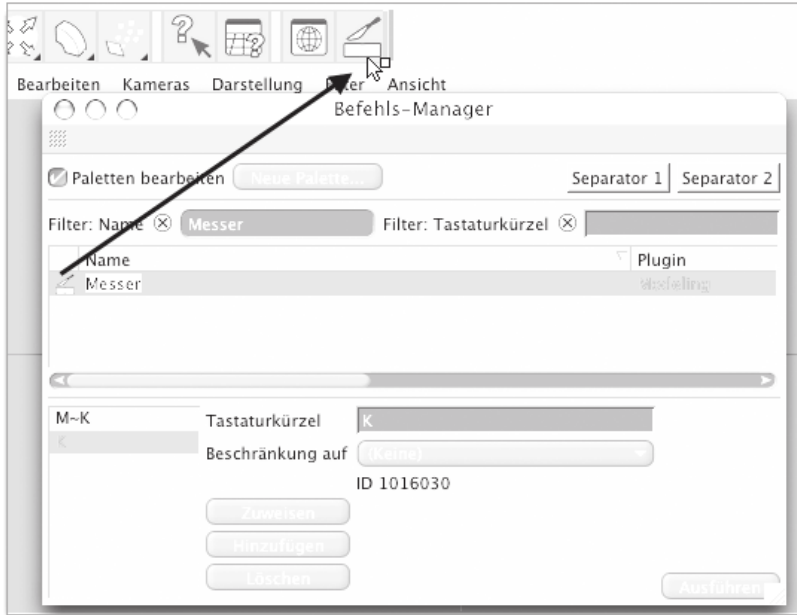 Bearbeiten Kameras Darstellung Ansicht
Befehls-Manager
Paletten bearbeiten Neue Palette... Separator 1 Separator 2
Filter: Name Messer Filter: Tastaturkürzel
Name Plugin
Messer Modeling
M~K
K
Tastaturkürzel K
Beschränkung auf (Keine)
ID 1016030
Zuweisen
Hinzufügen
Löschen
Ausführen